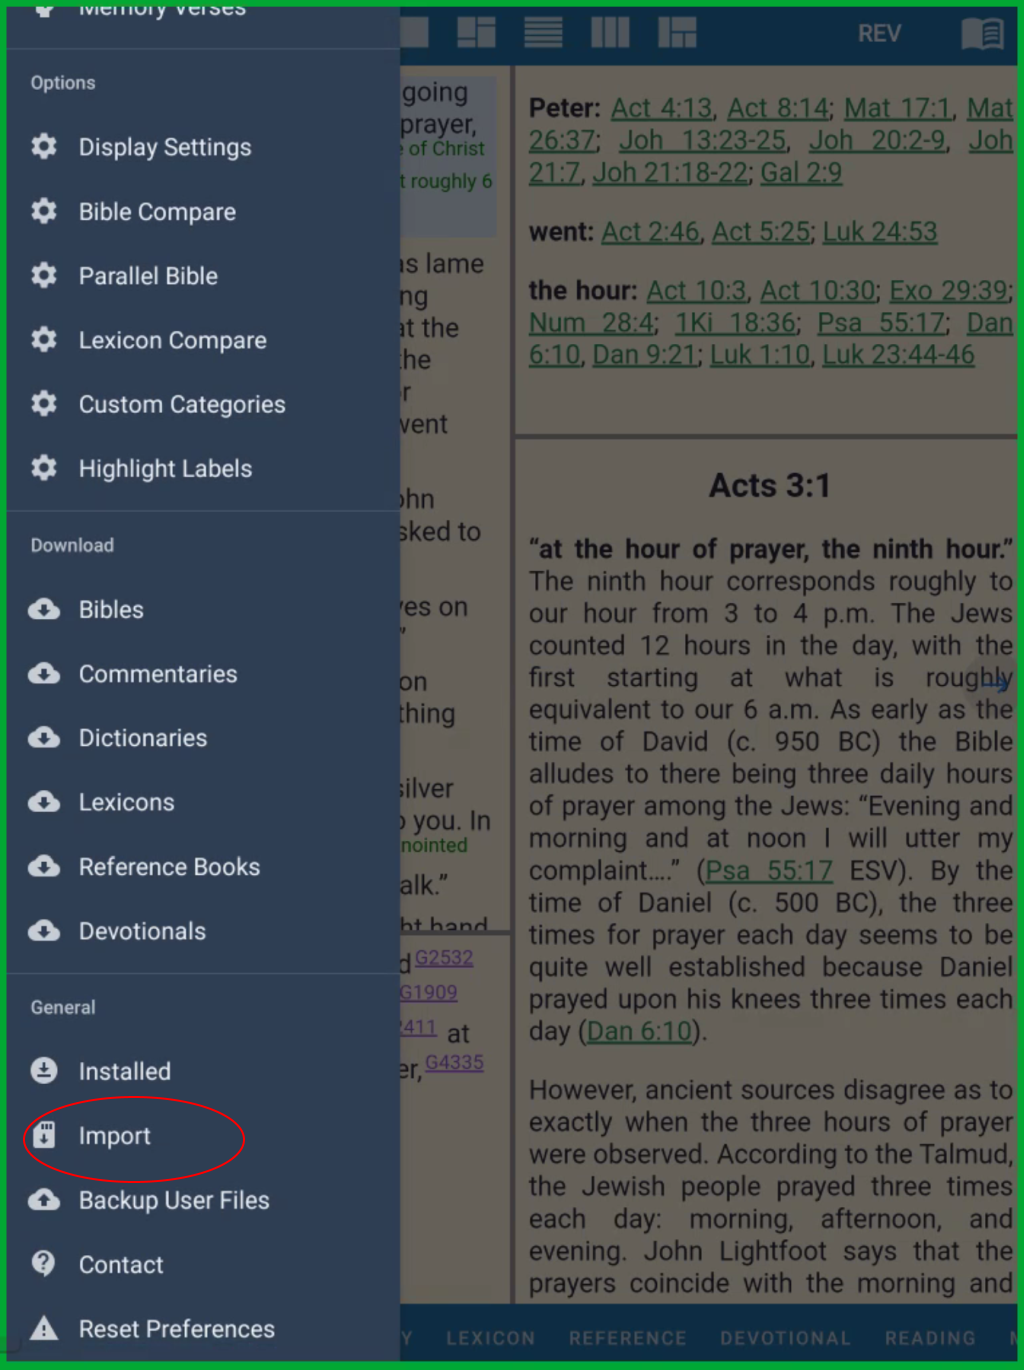 Memory Verses
Options
Display Settings
Bible Compare
Parallel Bible
Lexicon Compare
Custom Categories
Highlight Labels
Download
Bibles
Commentaries
Dictionaries
Lexicons
Reference Books
Devotionals
General
Installed
Import
Backup User Files
Contact
Reset Preferences
REV
going
prayer,
of Christ
roughly 6
lame
at the
went
asked to
on
on
thing
silver
you. In
alk.”
hand
G2532
G1909
2411 at
G4335
Peter: Act 4:13, Act 8:14; Mat 17:1, Mat
26:37; Joh 13:23-25, Joh 20:2-9, Joh
21:7, Joh 21:18-22; Gal 2:9
went: Act 2:46, Act 5:25; Luk 24:53
the hour: Act 10:3, Act 10:30; Exo 29:39;
Num 28:4; 1Ki 18:36; Psa 55:17; Dan
6:10, Dan 9:21; Luk 1:10, Luk 23:44-46
Acts 3:1
“at the hour of prayer, the ninth hour.”
The ninth hour corresponds roughly to
our hour from 3 to 4 p.m. The Jews
counted 12 hours in the day, with the
first starting at what is roughly
equivalent to our 6 a.m. As early as the
time of David (c. 950 BC) the Bible
alludes to there being three daily hours
of prayer among the Jews: “Evening and
morning and at noon I will utter my
complaint….” (Psa 55:17 ESV). By the
time of Daniel (c. 500 BC), the three
times for prayer each day seems to be
quite well established because Daniel
prayed upon his knees three times each
day (Dan 6:10).
However, ancient sources disagree as to
exactly when the three hours of prayer
were observed. According to the Talmud,
the Jewish people prayed three times
each day: morning, afternoon, and
evening. John Lightfoot says that the
prayers coincide with the morning and
LEXICON REFERENCE DEVOTIONAL READING